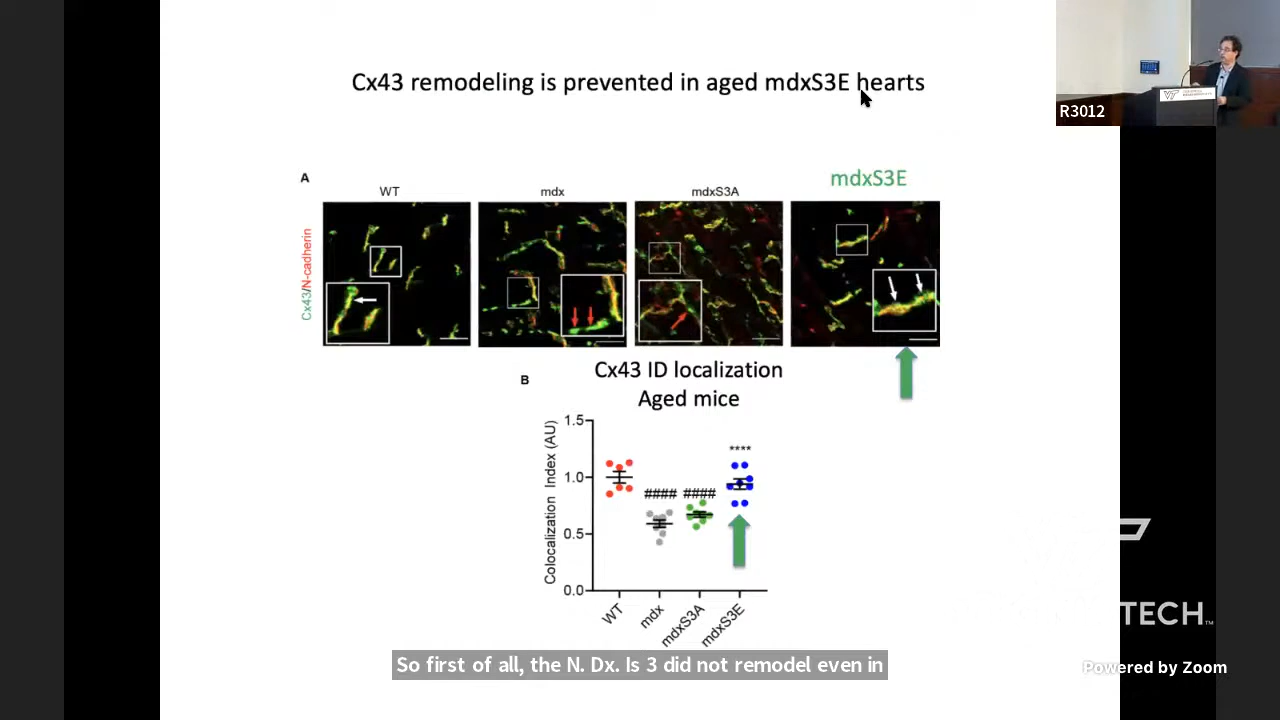 Cx43 remodeling is prevented in aged mdxS3E hearts
R3012
A
WT
mdx
mdxS3A
mdxS3E
Cx43/N-cadherin
B
Cx43 ID localization
Aged mice
Colocalization Index (AU)
1.5
1.0
0.5
0.0
####
####
****
WT
mdx
mdxS3A
mdxS3E
So first of all, the N. Dx. Is 3 did not remodel even in
TECH™
Powered by Zoom